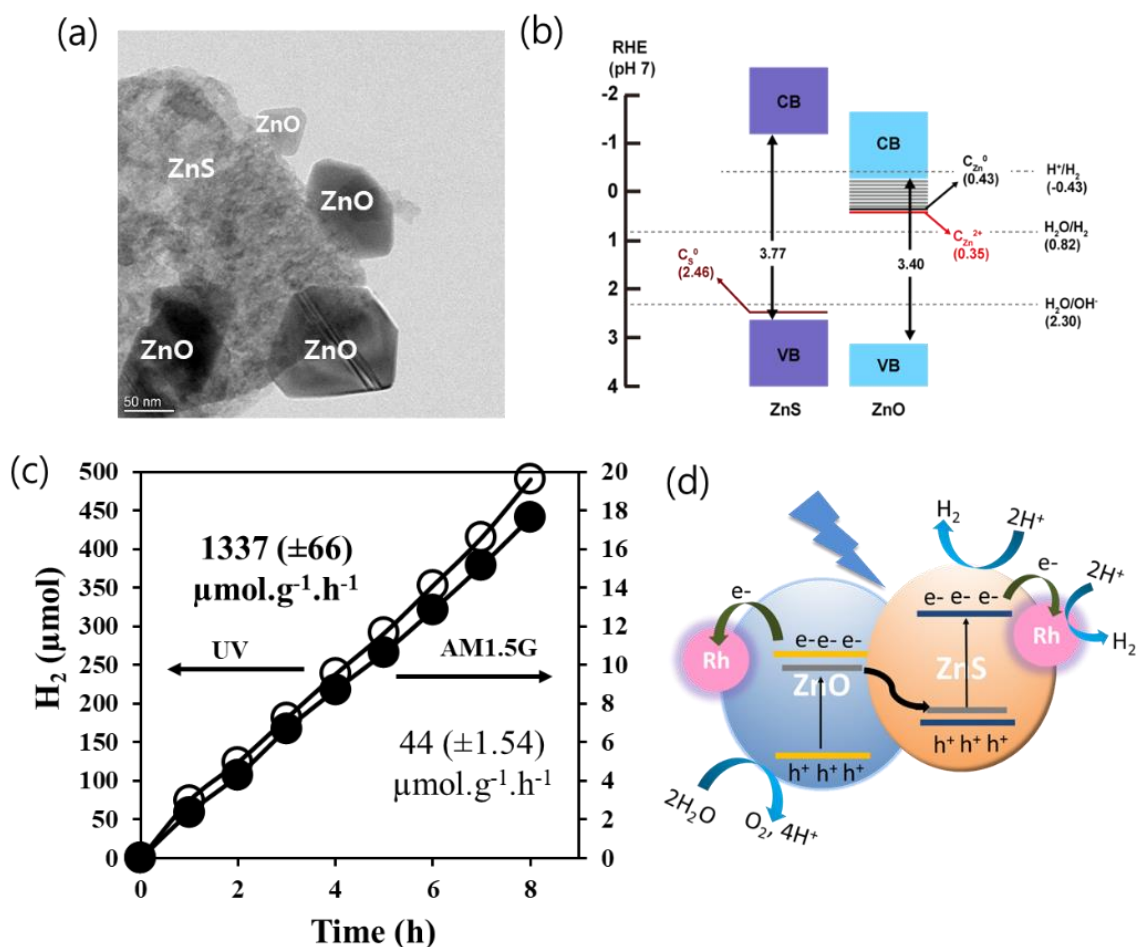 (a)
ZnO
ZnS
ZnO
ZnO
ZnO
50 nm
(b)
RHE
(pH 7)
-2
-1
0
1
2
3
4
CB
CB
C_Zn^0
(0.43)
H⁺/H₂
(-0.43)
H₂O/H₂
(0.82)
C_Zn^2+
(0.35)
C_S^0
(2.46)
3.77
3.40
H₂O/OH⁻
(2.30)
VB
VB
ZnS
ZnO
(c)
H₂ (µmol)
500
450
400
350
300
250
200
150
100
50
0
1337 (±66)
µmol.g⁻¹.h⁻¹
UV
AM1.5G
44 (±1.54)
µmol.g⁻¹.h⁻¹
20
18
16
14
12
10
8
6
4
2
0
0
2
4
6
8
Time (h)
(d)
H₂
2H⁺
e-
e-
2H⁺
e- e- e-
Rh
H₂
e-e- e-
Rh
ZnO
ZnS
h⁺ h⁺ h⁺
h⁺ h⁺ h⁺
2H₂O
O₂, 4H⁺